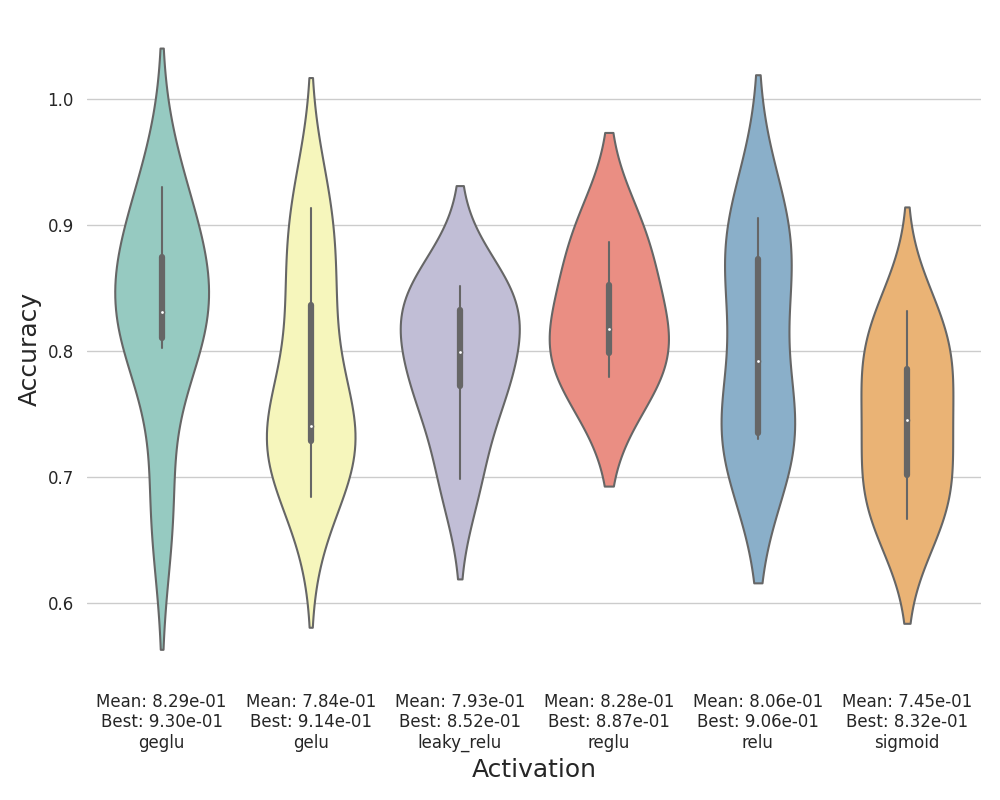 1.0
0.9
0.8
0.7
0.6
Accuracy
Mean: 8.29e-01
Best: 9.30e-01
geglu
Mean: 7.84e-01
Best: 9.14e-01
gelu
Mean: 7.93e-01
Best: 8.52e-01
leaky_relu
Mean: 8.28e-01
Best: 8.87e-01
reglu
Mean: 8.06e-01
Best: 9.06e-01
relu
Mean: 7.45e-01
Best: 8.32e-01
sigmoid
Activation